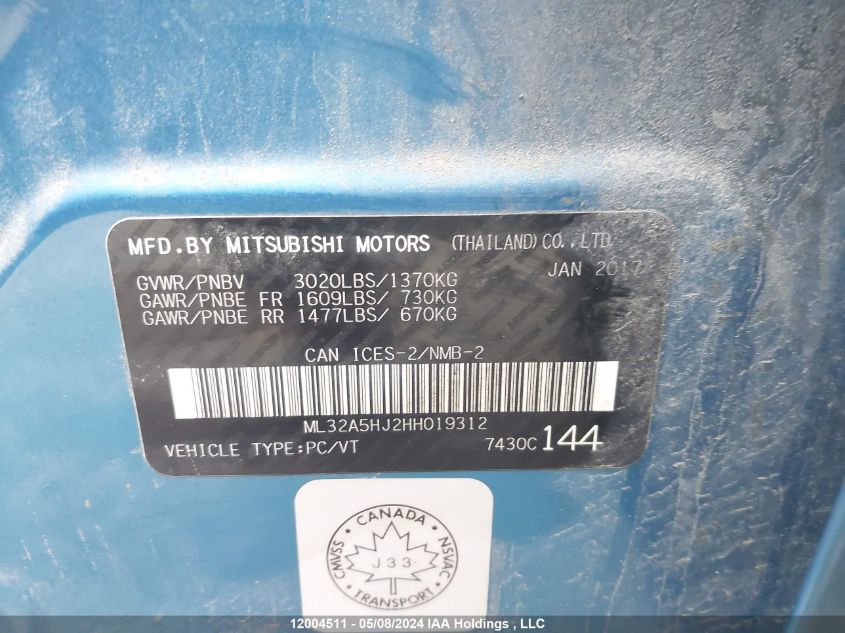 MFD.BY MITSUBISHI MOTORS (THAILAND) CO.,LTD.
JAN 2017
GVWR/PNBV 3020LBS/1370KG
GAWR/PNBE FR 1609LBS/ 730KG
GAWR/PNBE RR 1477LBS/ 670KG
CAN ICES-2/NMB-2
ML32A5HJ2HH019312
VEHICLE TYPE:PC/VT 7430C 144
CANADA
CMVSS J33 NSVAC
TRANSPORT
12004511 - 05/08/2024 IAA Holdings , LLC